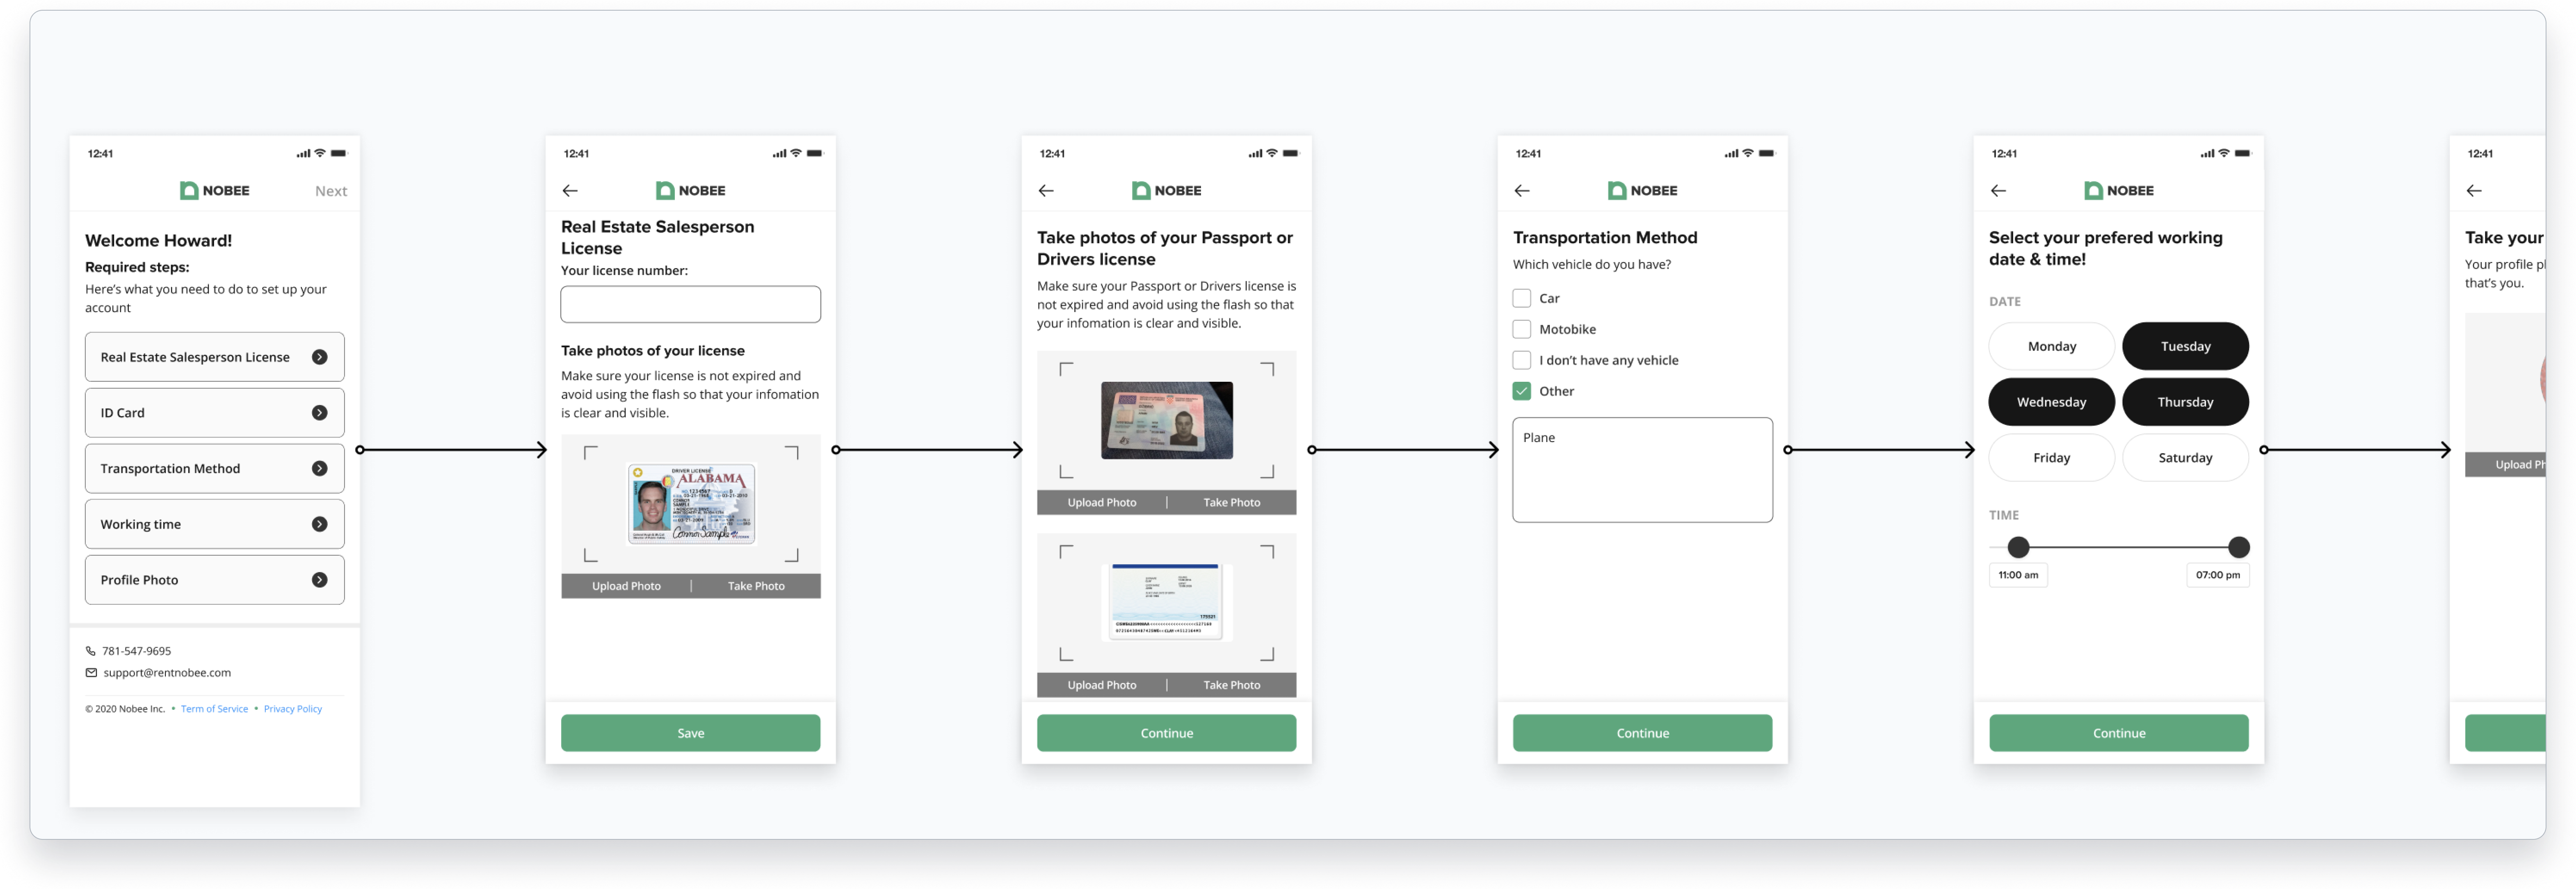 12:41
NOBEE
Next
Welcome Howard!
Required steps:
Here's what you need to do to set up your
account
Real Estate Salesperson License
ID Card
Transportation Method
Working time
Profile Photo
781-547-9695
support@rentnobee.com
© 2020 Nobee Inc. • Term of Service • Privacy Policy
12:41
NOBEE
Real Estate Salesperson
License
Your license number:
Take photos of your license
Make sure your license is not expired and
avoid using the flash so that your infomation
is clear and visible.
DRIVER LICENSE
ALABAMA
Connor Sample
Upload Photo | Take Photo
Save
12:41
NOBEE
Take photos of your Passport or
Drivers license
Make sure your Passport or Drivers license is
not expired and avoid using the flash so that
your infomation is clear and visible.
Upload Photo | Take Photo
Upload Photo | Take Photo
Continue
12:41
NOBEE
Transportation Method
Which vehicle do you have?
Car
Motobike
I don't have any vehicle
Other
Plane
Continue
12:41
NOBEE
Select your prefered working
date & time!
DATE
Monday
Tuesday
Wednesday
Thursday
Friday
Saturday
TIME
11:00 am
07:00 pm
Continue
12:41
Take your
Your profile
that's you.
Upload